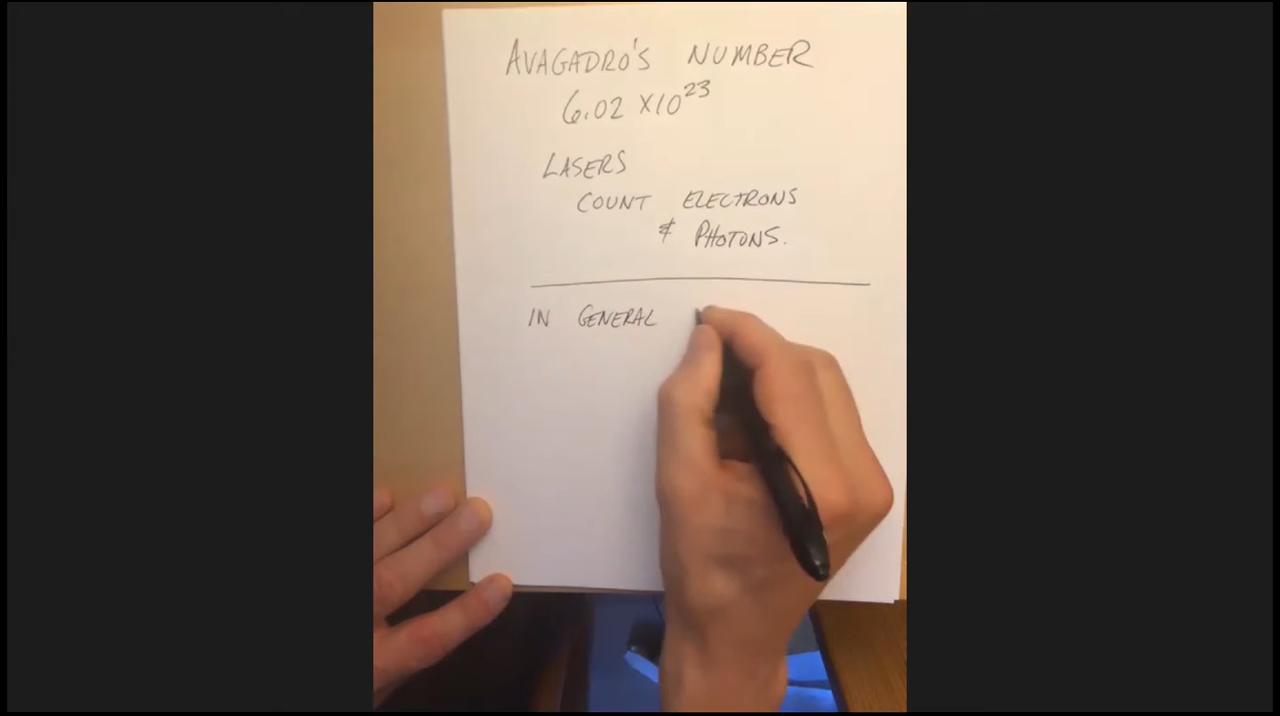 AVAGADRO'S NUMBER
6.02 X10^23
LASERS
COUNT ELECTRONS
& PHOTONS.
IN GENERAL